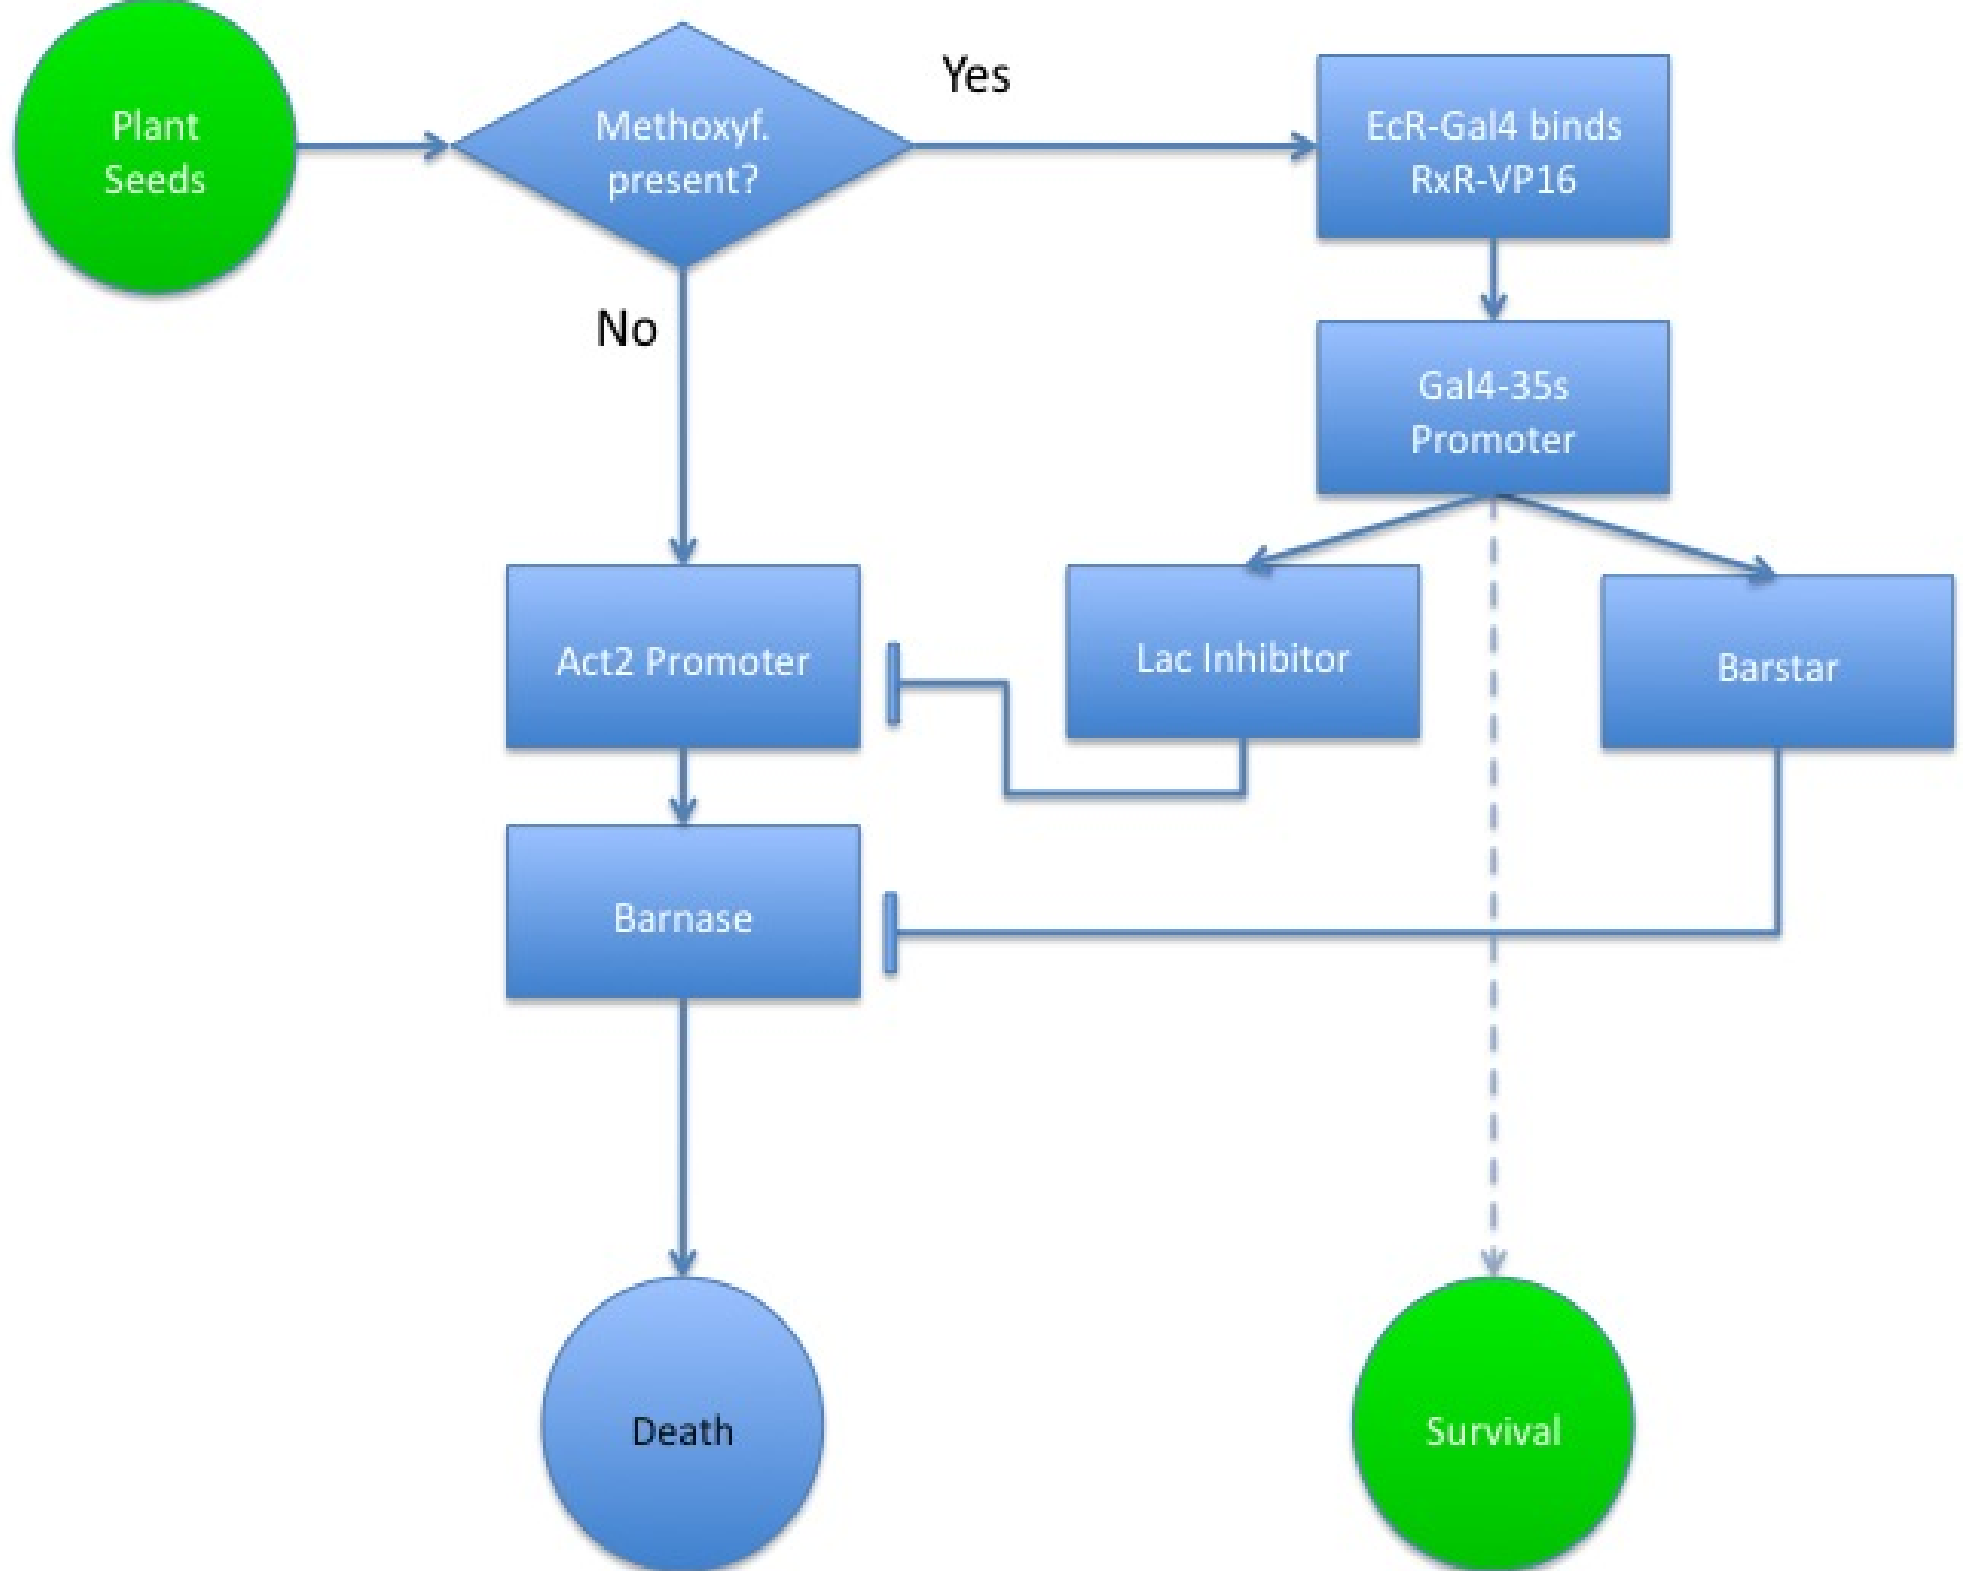 Plant
Seeds
Methoxyf.
present?
Yes
EcR-Gal4 binds
RxR-VP16
No
Gal4-35s
Promoter
Act2 Promoter
Lac Inhibitor
Barstar
Barnase
Death
Survival